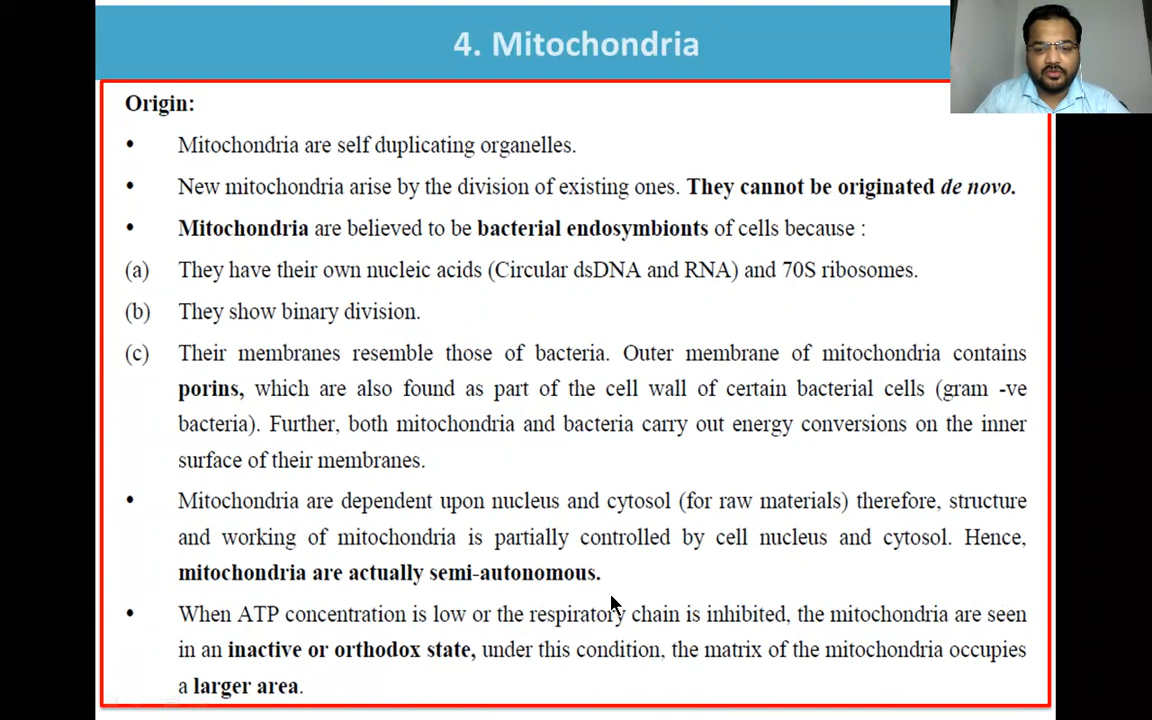 4. Mitochondria
Origin:
• Mitochondria are self duplicating organelles.
• New mitochondria arise by the division of existing ones. They cannot be originated de novo.
• Mitochondria are believed to be bacterial endosymbionts of cells because :
(a) They have their own nucleic acids (Circular dsDNA and RNA) and 70S ribosomes.
(b) They show binary division.
(c) Their membranes resemble those of bacteria. Outer membrane of mitochondria contains
porins, which are also found as part of the cell wall of certain bacterial cells (gram -ve
bacteria). Further, both mitochondria and bacteria carry out energy conversions on the inner
surface of their membranes.
• Mitochondria are dependent upon nucleus and cytosol (for raw materials) therefore, structure
and working of mitochondria is partially controlled by cell nucleus and cytosol. Hence,
mitochondria are actually semi-autonomous.
• When ATP concentration is low or the respiratory chain is inhibited, the mitochondria are seen
in an inactive or orthodox state, under this condition, the matrix of the mitochondria occupies
a larger area.